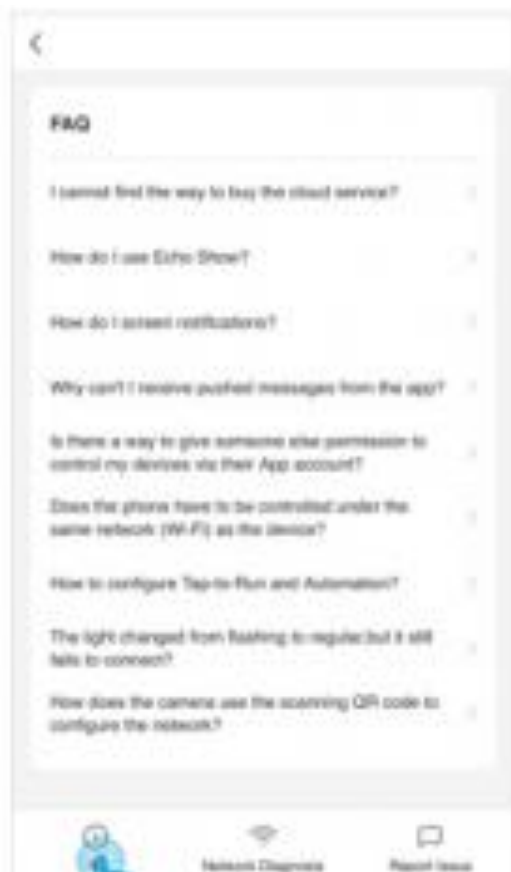 FAQ
I cannot find the way to buy the cloud service?
How do I use Echo Show?
How do I screen notifications?
Why can't I receive pushed messages from the app?
Is there a way to give someone else permission to
control my devices via their App account?
Does the phone have to be controlled under the
same network (Wi-Fi) as the device?
How to configure Tap-to-Run and Automation?
The light changed from flashing to regular,but it still
fails to connect?
How does the camera use the scanning QR code to
configure the network?
Network Diagnosis
Report Issue